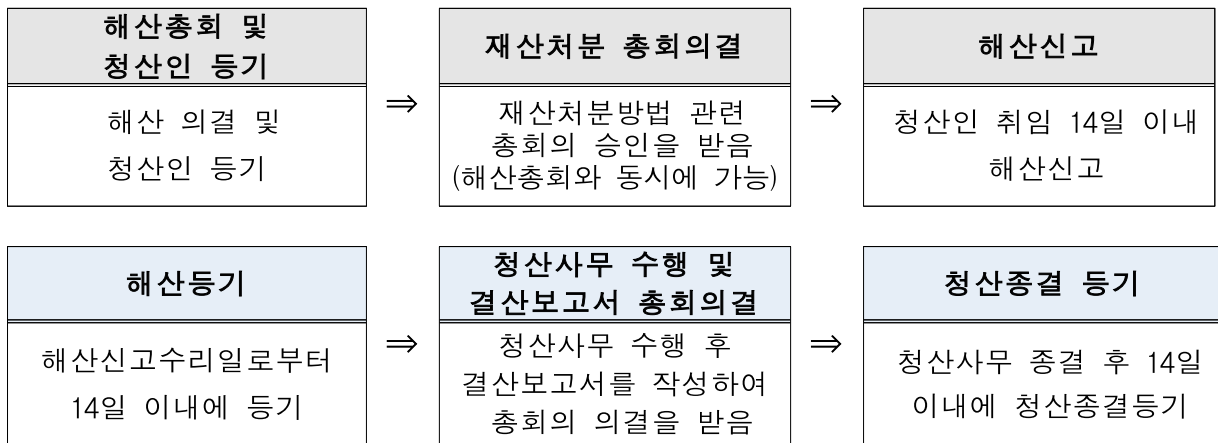 해산총회 및
청산인 등기
해산 의결 및
청산인 등기
⇒
재산처분 총회의결
재산처분방법 관련
총회의 승인을 받음
(해산총회와 동시에 가능)
⇒
해산신고
청산인 취임 14일 이내
해산신고
해산등기
해산신고수리일로부터
14일 이내에 등기
⇒
청산사무 수행 및
결산보고서 총회의결
청산사무 수행 후
결산보고서를 작성하여
총회의 의결을 받음
⇒
청산종결 등기
청산사무 종결 후 14일
이내에 청산종결등기